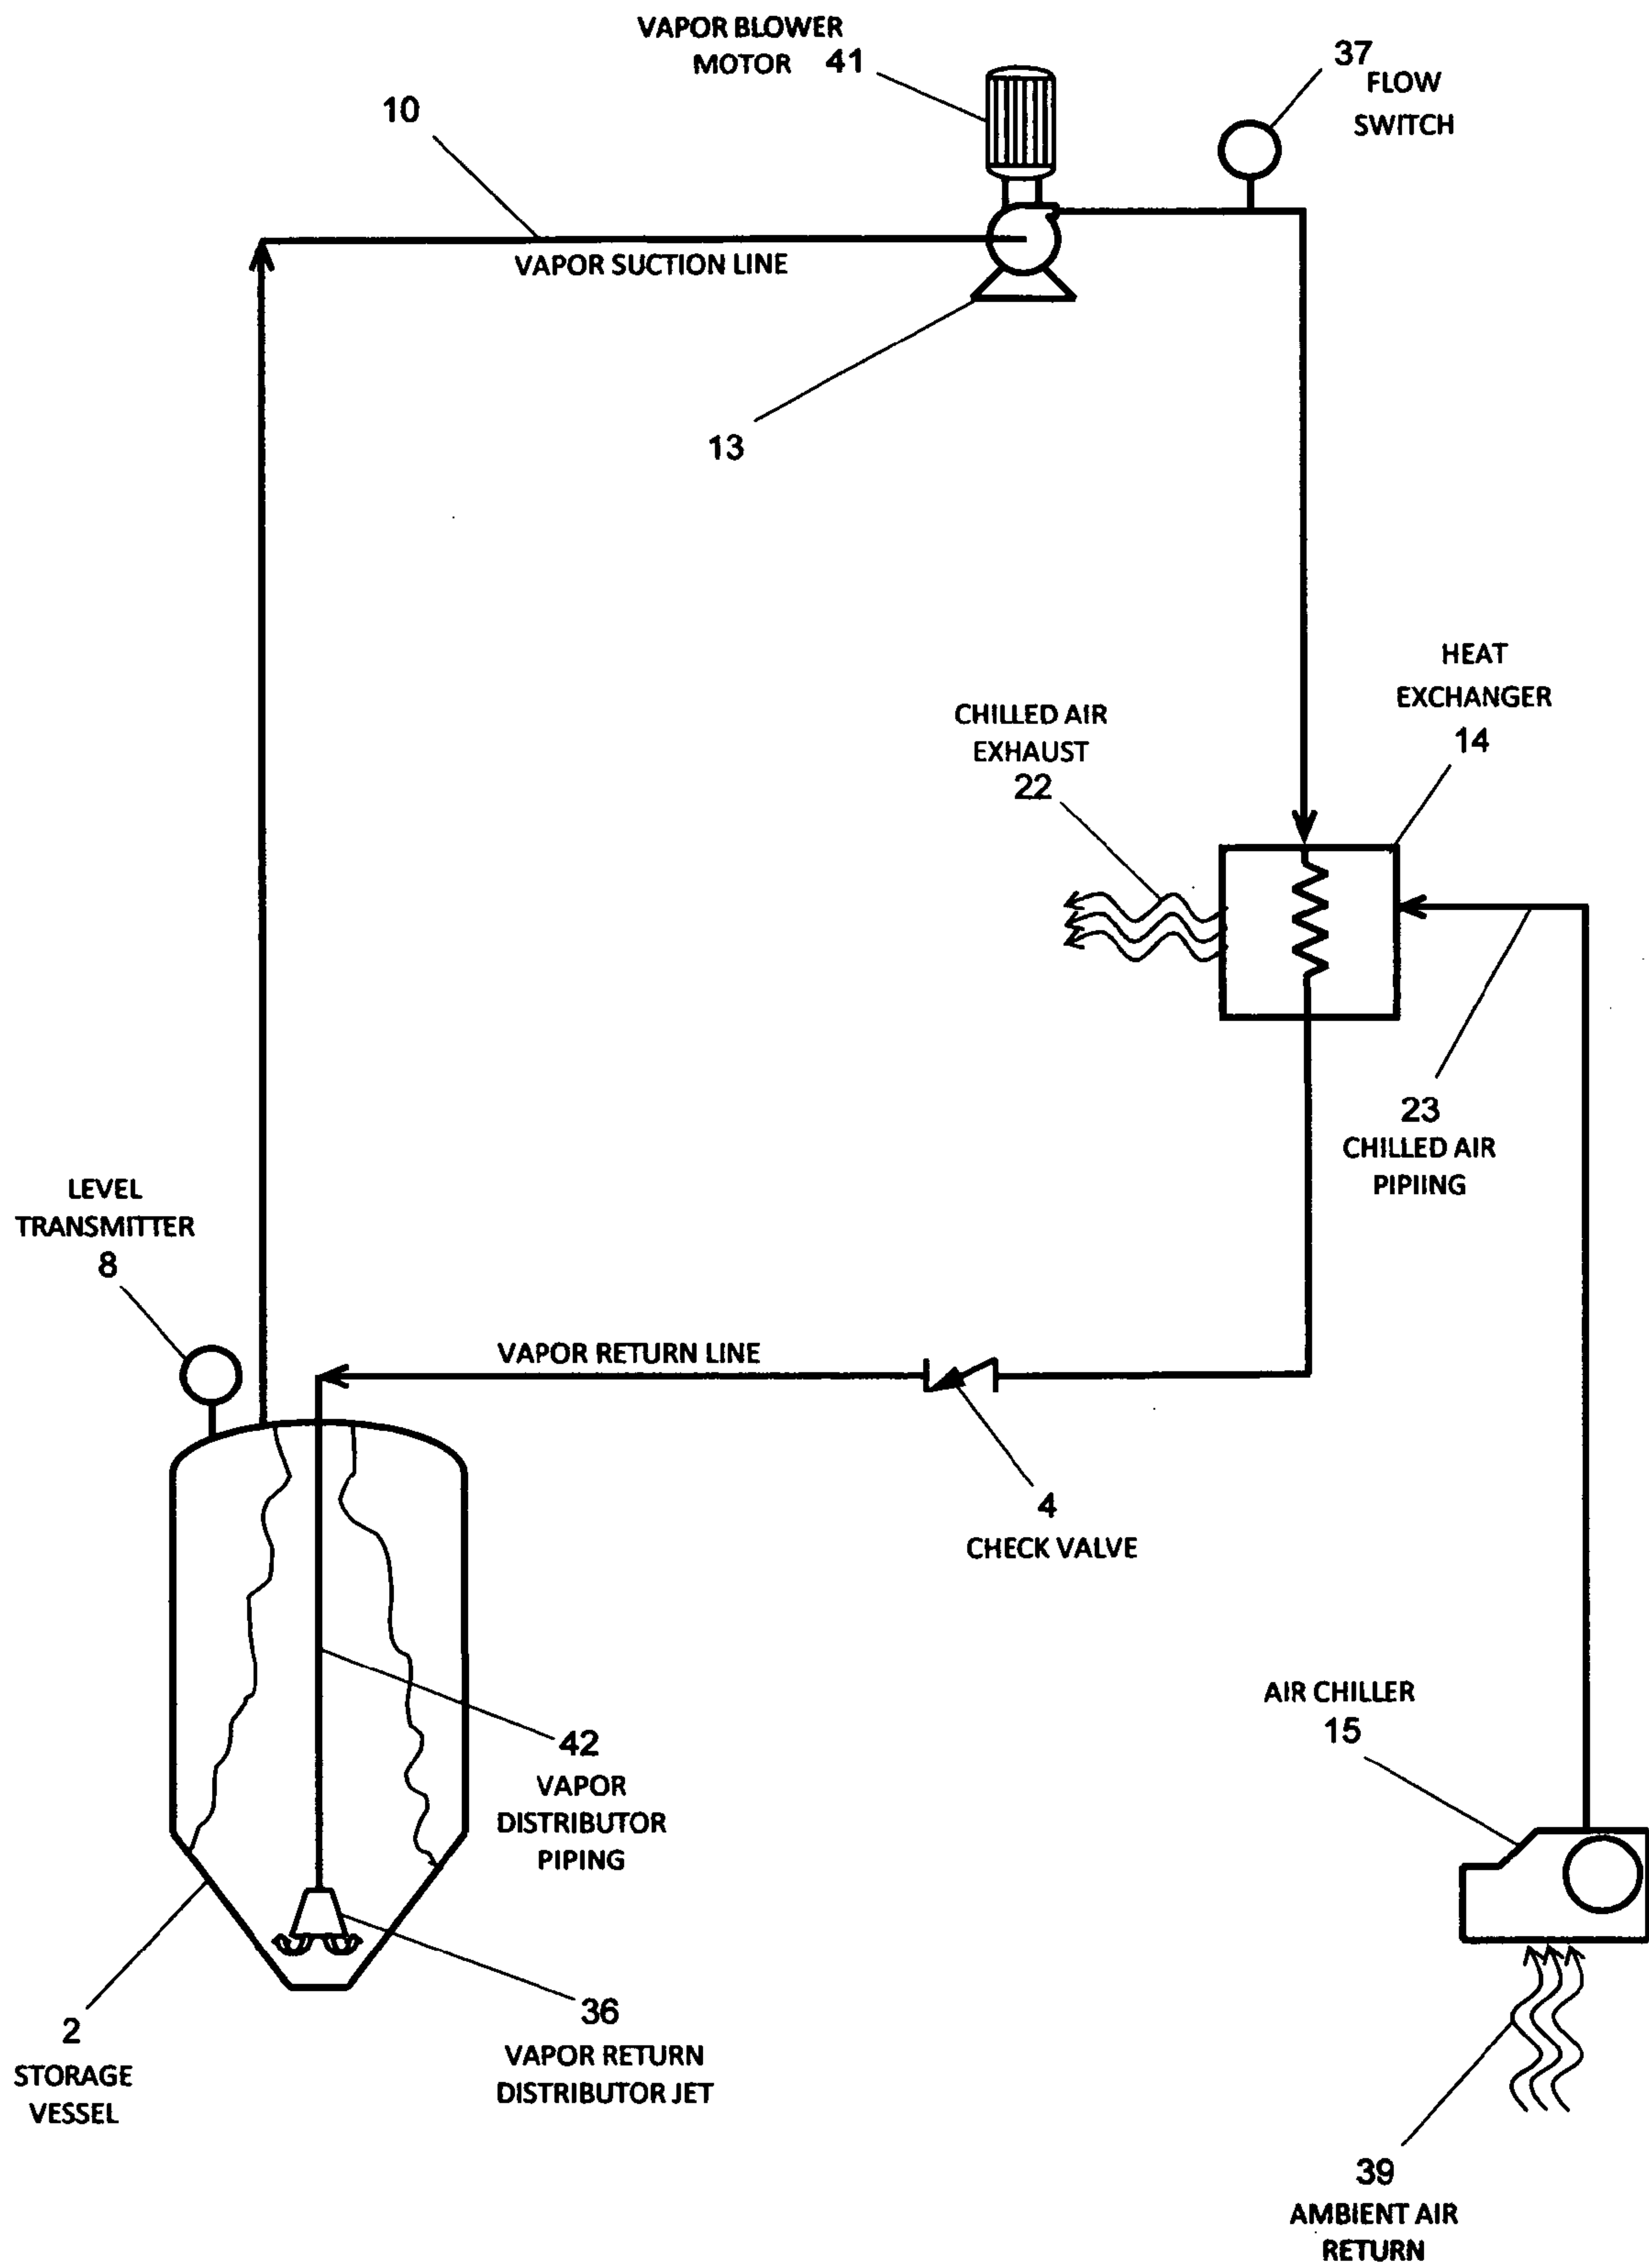 VAPOR BLOWER
MOTOR 41
37
FLOW
SWITCH
10
VAPOR SUCTION LINE
13
HEAT
EXCHANGER
14
CHILLED AIR
EXHAUST
22
23
CHILLED AIR
PIPIING
LEVEL
TRANSMITTER
8
VAPOR RETURN LINE
4
CHECK VALVE
AIR CHILLER
15
42
VAPOR
DISTRIBUTOR
PIPING
2
STORAGE
VESSEL
36
VAPOR RETURN
DISTRIBUTOR JET
39
AMBIENT AIR
RETURN